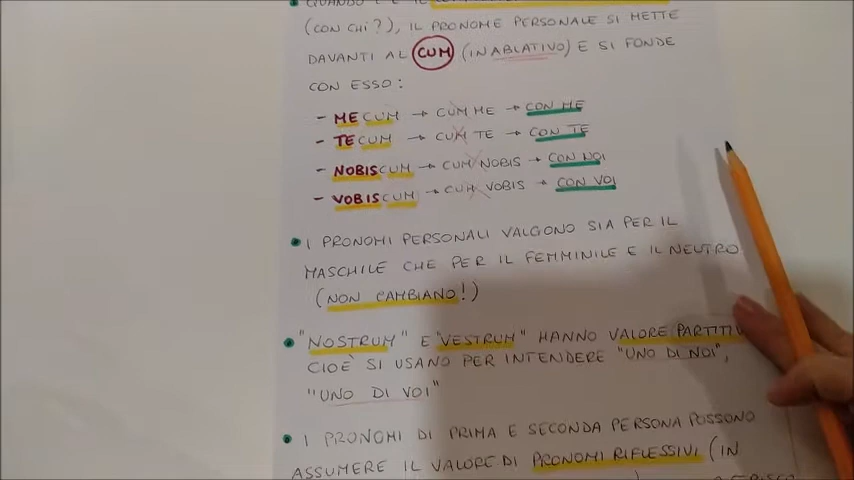 (CON CHI?), IL PRONOME PERSONALE SI METTE
DAVANTI AL CUM (IN ABLATIVO) E SI FONDE
CON ESSO:
- MECUM → CUM ME → CON ME
- TECUM → CUM TE → CON TE
- NOBISCUM → CUM NOBIS → CON NOI
- VOBISCUM → CUM VOBIS → CON VOI
• I PRONOMI PERSONALI VALGONO SIA PER IL
MASCHILE CHE PER IL FEMMINILE E IL NEUTRO
(NON CAMBIANO!)
• "NOSTRUM" E "VESTRUM" HANNO VALORE
CIOÈ SI USANO PER INTENDERE "UNO DI NOI",
"UNO DI VOI"
• I PRONOMI DI PRIMA E SECONDA PERSONA POSSONO
ASSUMERE IL VALORE DI PRONOMI RIFLESSIVI (IN